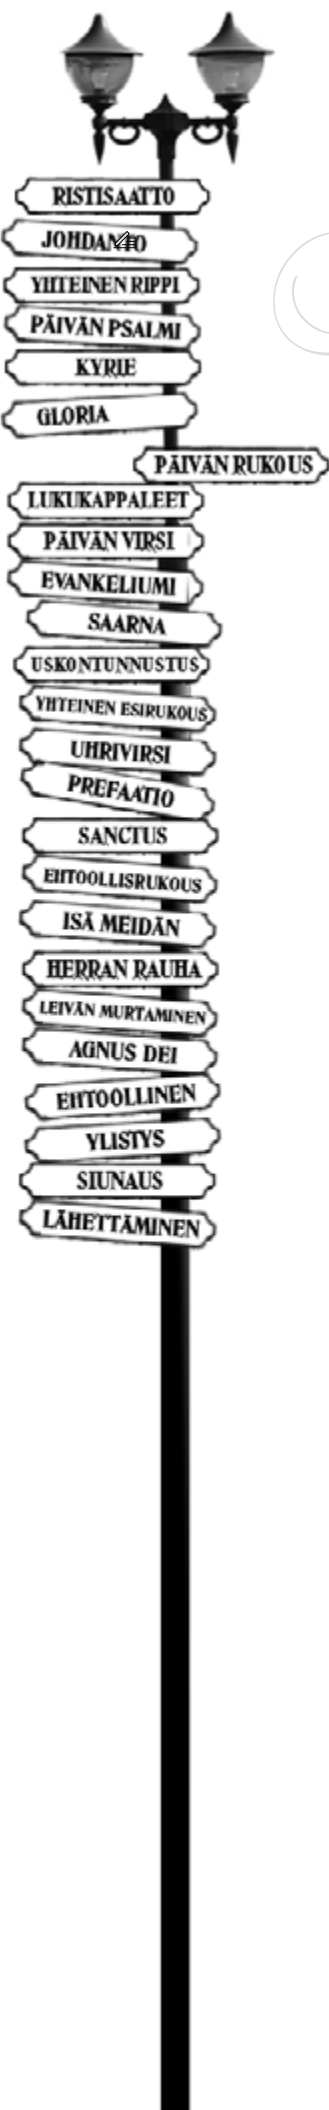 RISTISAATTO
JOHDANTO
YHTEINEN RIPPI
PÄIVÄN PSALMI
KYRIE
GLORIA
PÄIVÄN RUKOUS
LUKUKAPPALEET
PÄIVÄN VIRSI
EVANKELIUMI
SAARNA
USKONTUNNUSTUS
YHTEINEN ESIRUKOUS
UHRIVIRSI
PREFAATIO
SANCTUS
EHTOOLLISRUKOUS
ISÄ MEIDÄN
HERRAN RAUHA
LEIVÄN MURTAMINEN
AGNUS DEI
EHTOOLLINEN
YLISTYS
SIUNAUS
LÄHETTÄMINEN